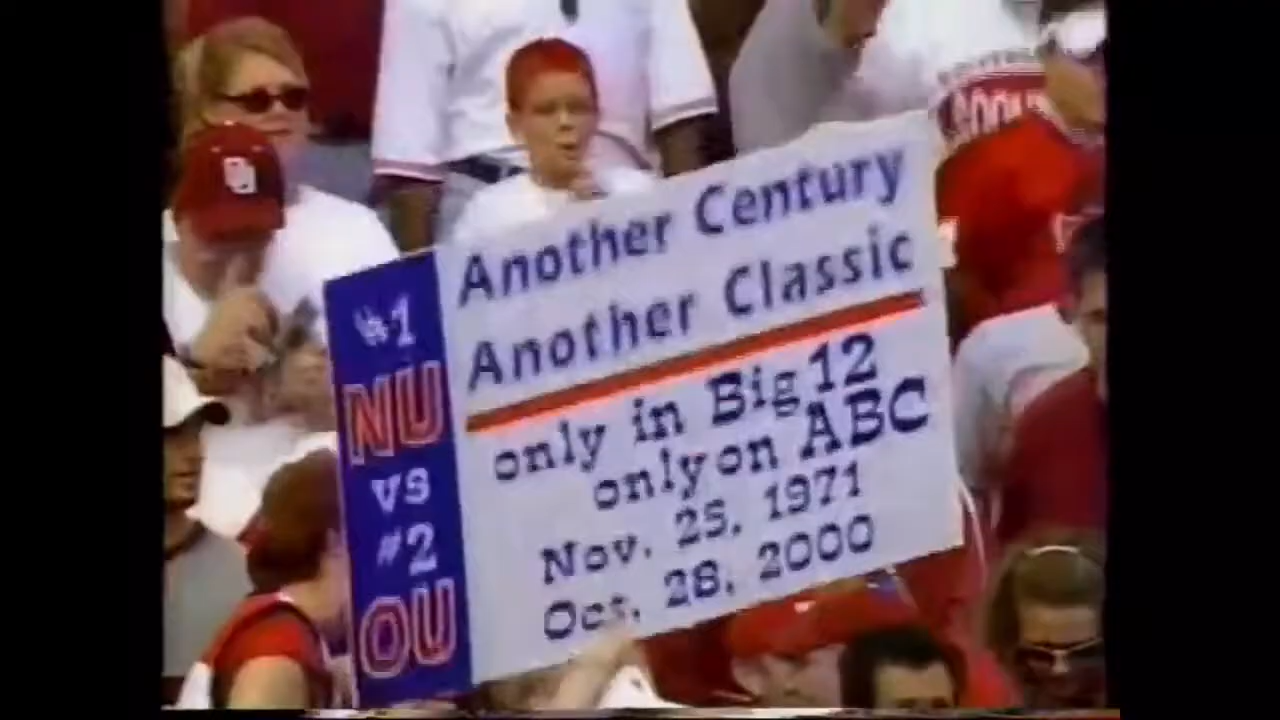 OU
Another Century
Another Classic
only in Big 12
only on ABC
Nov. 25, 1971
Oct. 28, 2000
#1
NU
vs
#2
OU